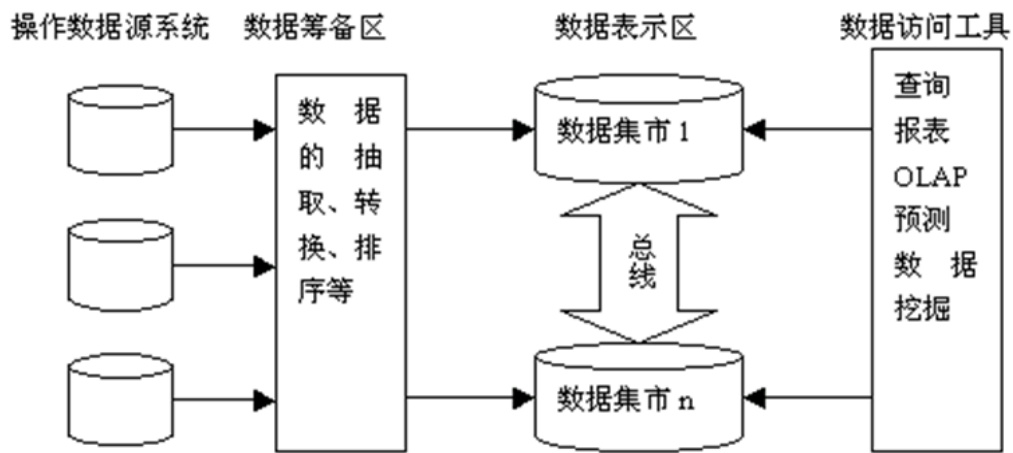 操作数据源系统 数据筹备区 数据表示区 数据访问工具
数 据
的 抽
取、转
换、排
序等
数据集市 1
总
线
数据集市 n
查询
报表
OLAP
预测
数 据
挖掘